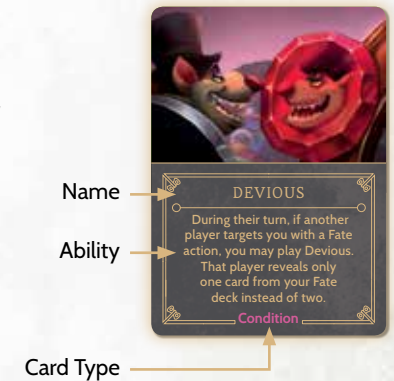 Name
DEVIOUS
Ability
During their turn, if another
player targets you with a Fate
action, you may play Devious.
That player reveals only
one card from your Fate
deck instead of two.
Condition
Card Type